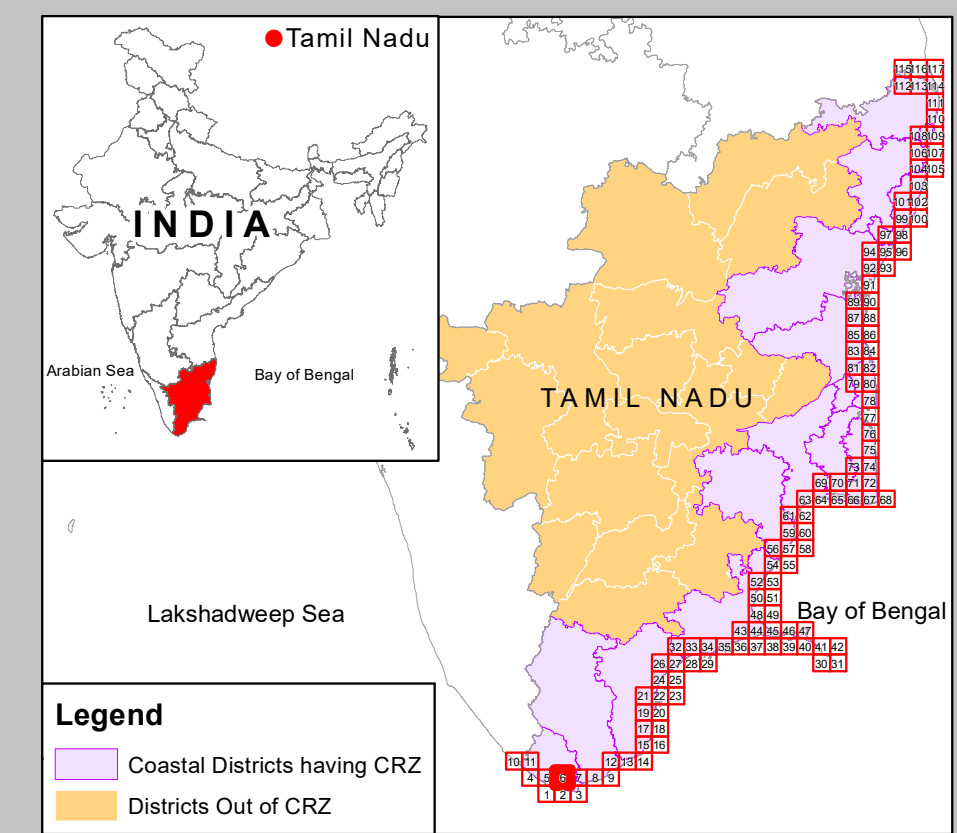 Tamil Nadu
INDIA
Arabian Sea
Bay of Bengal
TAMIL NADU
Lakshadweep Sea
Bay of Bengal
115 116 117
112 113 114
111
110
108 109
106 107
104 105
103
101 102
99 100
97 98
94 95 96
92 93
91
89 90
87 88
85 86
83 84
81 82
79 80
78
77
76
75
73 74
69 70 71 72
63 64 65 66 67 68
61 62
59 60
56 57 58
54 55
52 53
50 51
48 49
43 44 45 46 47
32 33 34 35 36 37 38 39 40 41 42
26 27 28 29 30 31
24 25
21 22 23
19 20
17 18
15 16
10 11 12 13 14
4 5 6 7 8 9
1 2 3
Legend
Coastal Districts having CRZ
Districts Out of CRZ